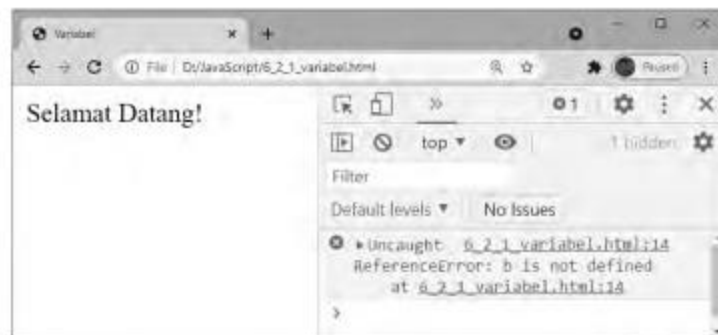 Variabel
File | D:/JavaScript/6_2_1_variabel.html
Paused
Selamat Datang!
1
top
1 hidden
Filter
Default levels
No Issues
Uncaught 6_2_1_variabel.html:14
ReferenceError: b is not defined
at 6_2_1_variabel.html:14